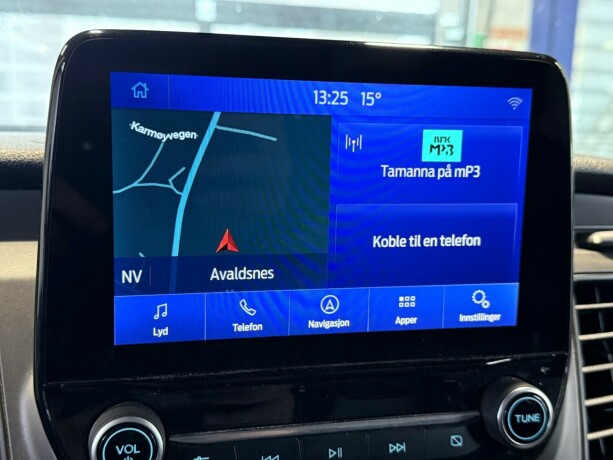 13:25 15°
Karmøyvegen
NRK
MP3
Tamanna på mP3
Koble til en telefon
NV Avaldsnes
Lyd
Telefon
Navigasjon
Apper
Innstillinger
VOL
TUNE